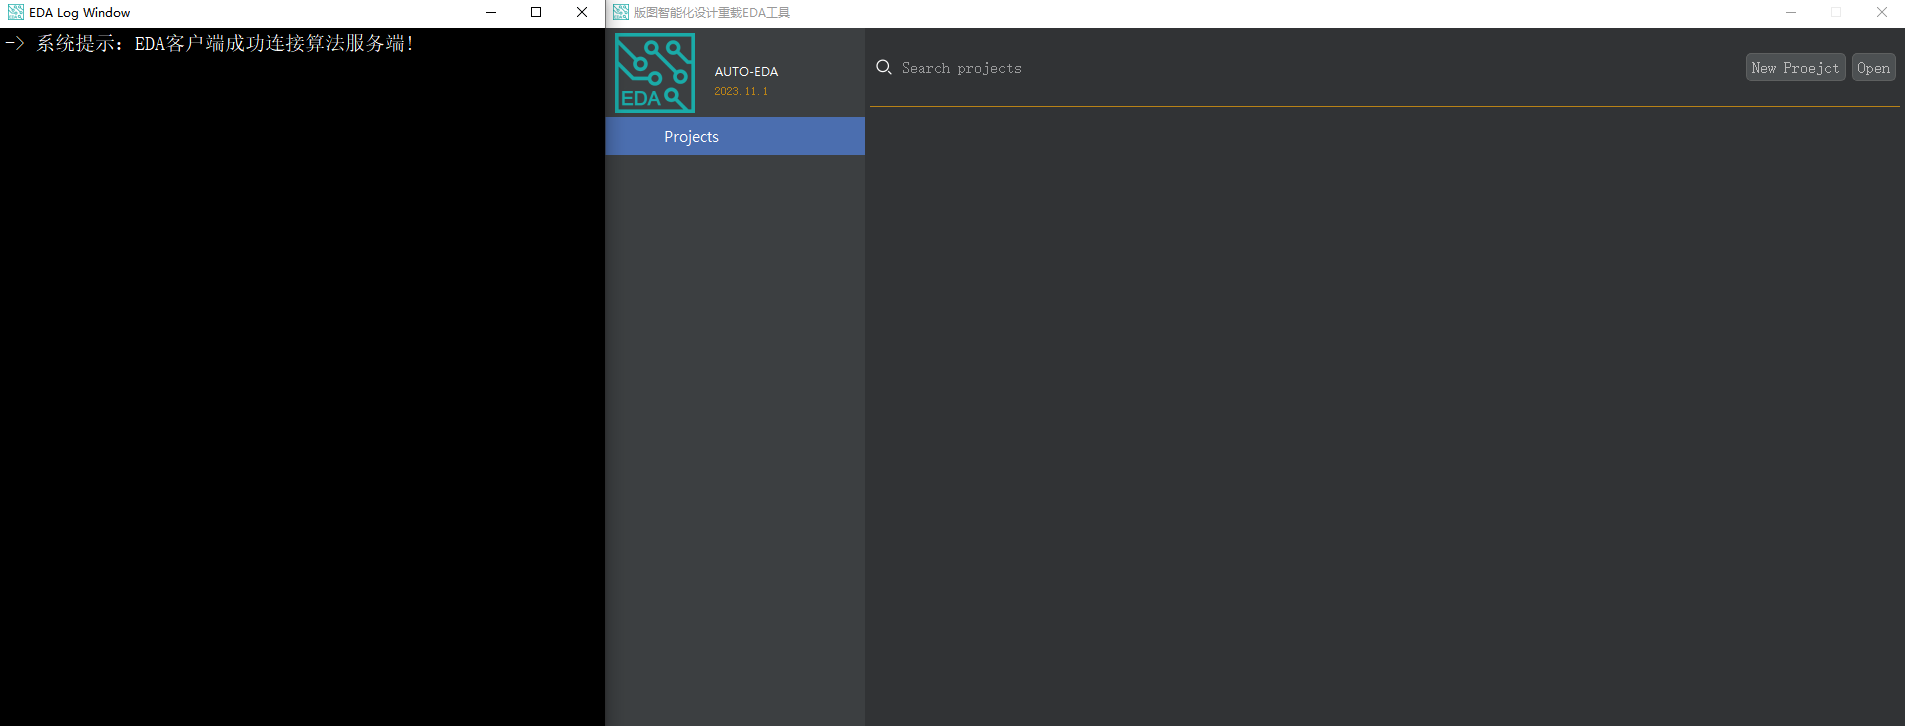 EDA Log Window
-> 系统提示：EDA客户端成功连接算法服务端!
版图智能化设计重载EDA工具
EDA
AUTO-EDA
2023.11.1
Projects
Search projects
New Proejct
Open